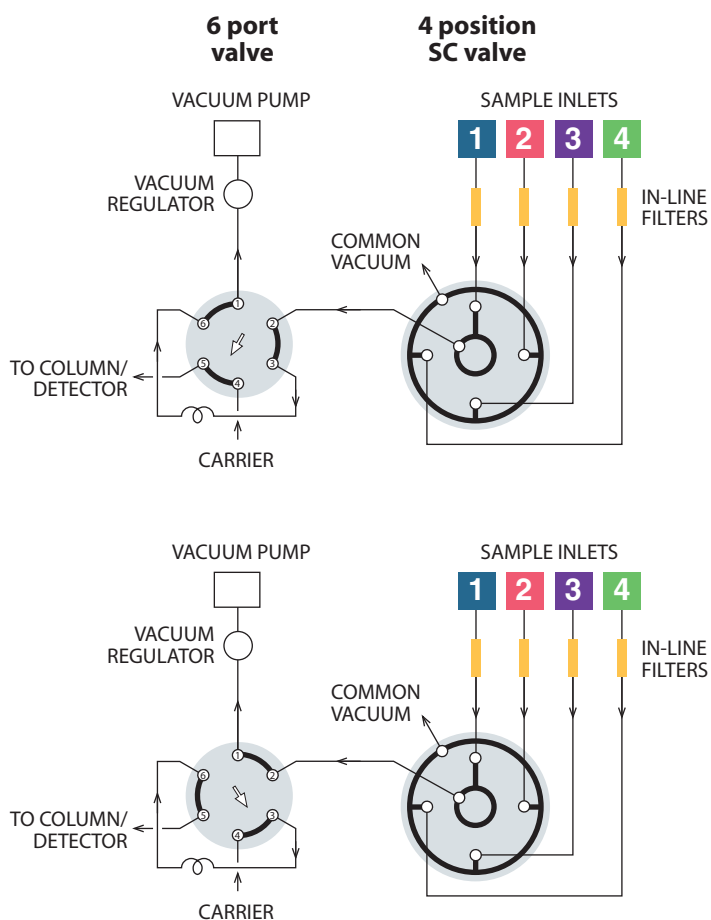 6 port
valve
4 position
SC valve
VACUUM PUMP
SAMPLE INLETS
1 2 3 4
VACUUM
REGULATOR
IN-LINE
FILTERS
COMMON
VACUUM
1
6 2
5 3
4
TO COLUMN/
DETECTOR
CARRIER
VACUUM PUMP
SAMPLE INLETS
1 2 3 4
VACUUM
REGULATOR
IN-LINE
FILTERS
COMMON
VACUUM
1
6 2
5 3
4
TO COLUMN/
DETECTOR
CARRIER